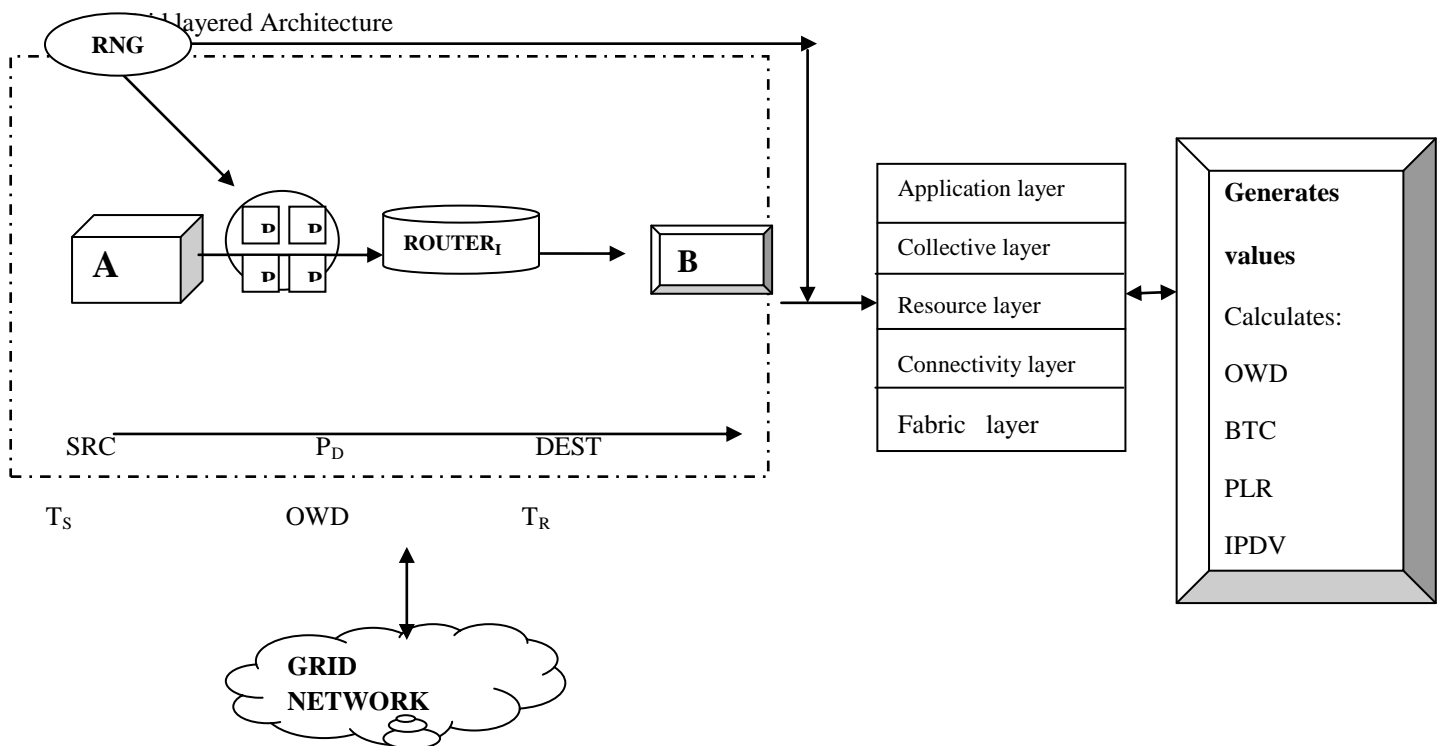 layered Architecture
RNG
A
B
ROUTERI
SRC
PD
DEST
TS
OWD
TR
GRID
NETWORK
Application layer
Collective layer
Resource layer
Connectivity layer
Fabric layer
Generates
values
Calculates:
OWD
BTC
PLR
IPDV